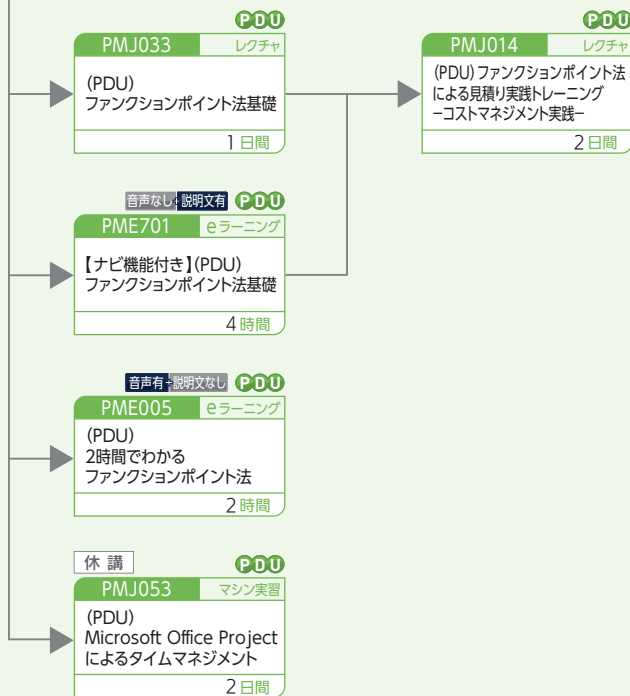 PDU
PMJ033 レクチャ
(PDU)
ファンクションポイント法基礎
1日間
PDU
PMJ014 レクチャ
(PDU)ファンクションポイント法
による見積り実践トレーニング
−コストマネジメント実践−
2日間
音声なし 説明文有 PDU
PME701 eラーニング
【ナビ機能付き】(PDU)
ファンクションポイント法基礎
4時間
音声有 説明文なし PDU
PME005 eラーニング
(PDU)
2時間でわかる
ファンクションポイント法
2時間
休講 PDU
PMJ053 マシン実習
(PDU)
Microsoft Office Project
によるタイムマネジメント
2日間